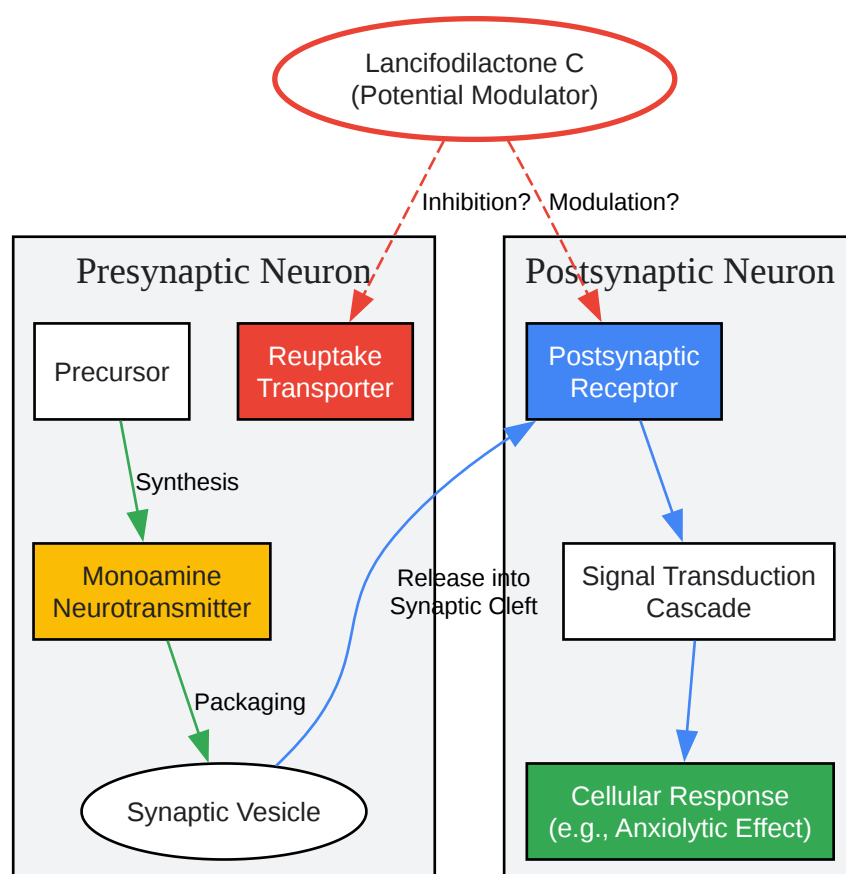 Lancifodilactone C
(Potential Modulator)
Inhibition?
Modulation?
Presynaptic Neuron
Postsynaptic Neuron
Precursor
Reuptake
Transporter
Postsynaptic
Receptor
Synthesis
Monoamine
Neurotransmitter
Release into
Synaptic Cleft
Signal Transduction
Cascade
Packaging
Synaptic Vesicle
Cellular Response
(e.g., Anxiolytic Effect)